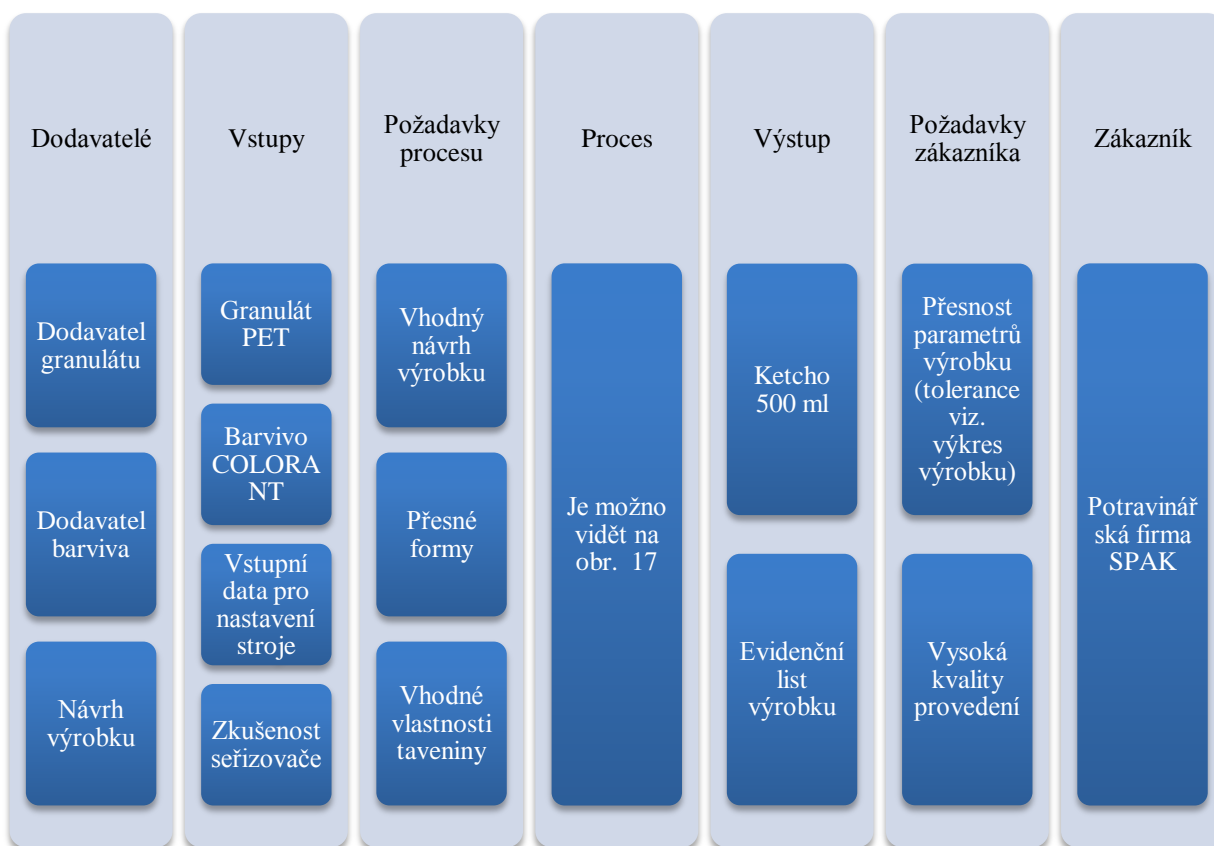 Dodavatelé
Dodavatel
granulátu
Dodavatel
barviva
Návrh
výrobku
Vstupy
Granulát
PET
Barvivo
COLORA
NT
Vstupní
data pro
nastavení
stroje
Zkušenost
seřizovače
Požadavky
procesu
Vhodný
návrh
výrobku
Přesné
formy
Vhodné
vlastnosti
taveniny
Proces
Je možno
vidět na
obr. 17
Výstup
Ketcho
500 ml
Evidenční
list
výrobku
Požadavky
zákazníka
Přesnost
parametrů
výrobku
(tolerance
viz.
výkres
výrobku)
Vysoká
kvality
provedení
Zákazník
Potravinář
ská firma
SPAK